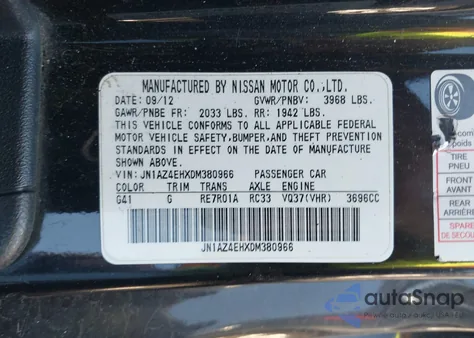 MANUFACTURED BY NISSAN MOTOR CO.,LTD.
DATE: 09/12 GVWR/PNBV: 3968 LBS.
GAWR/PNBE FR: 2033 LBS. RR: 1942 LBS.
THIS VEHICLE CONFORMS TO ALL APPLICABLE FEDERAL
MOTOR VEHICLE SAFETY,BUMPER,AND THEFT PREVENTION
STANDARDS IN EFFECT ON THE DATE OF MANUFACTURE
SHOWN ABOVE.
VIN: JN1AZ4EHXDM380966 PASSENGER CAR
COLOR TRIM TRANS AXLE ENGINE
G41 G RE7R01A RC33 VQ37(VHR) 3696CC
JN1AZ4EHXDM380966
TIRE
PNEU
FRONT
AVANT
REAR
ARRIÈRE
SPARE
DE
SECOURS
autoSnap